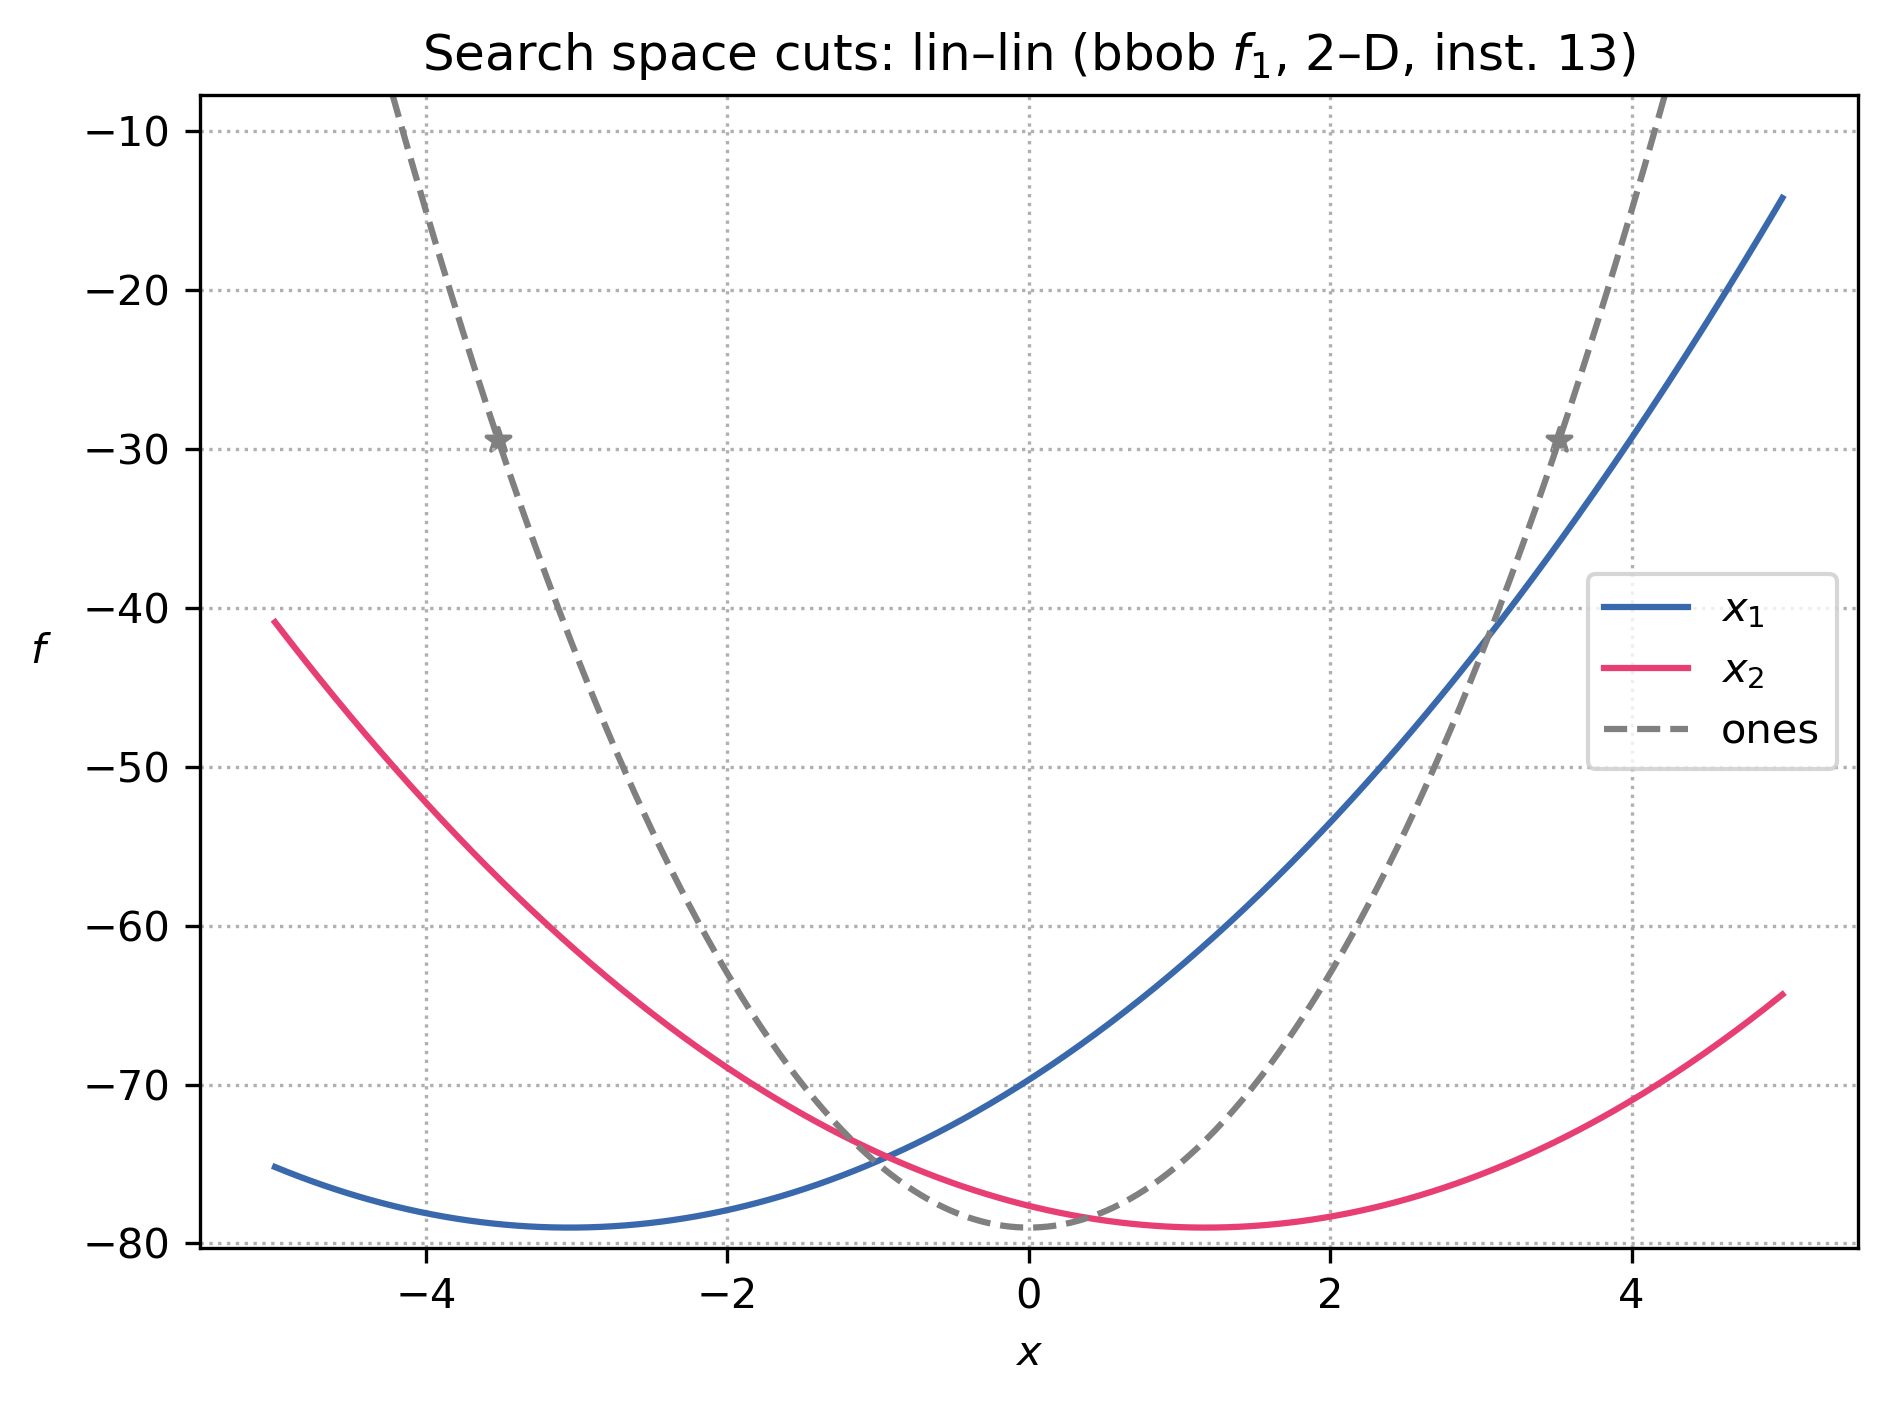 Search space cuts: lin–lin (bbob f₁, 2–D, inst. 13)
−10
−20
−30
−40
−50
−60
−70
−80
f
x₁
x₂
ones
−4 −2 0 2 4
x